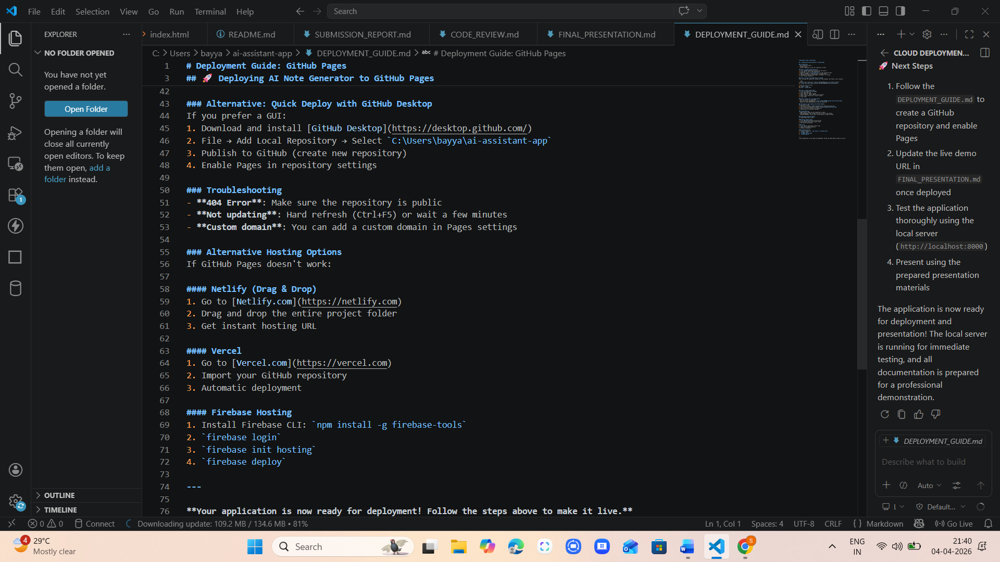 File Edit Selection View Go Run Terminal Help
Search
EXPLORER
NO FOLDER OPENED
You have not yet
opened a folder.
Open Folder
Opening a folder will
close all currently
open editors. To keep
them open, add a
folder instead.
OUTLINE
TIMELINE
index.html README.md SUBMISSION_REPORT.md CODE_REVIEW.md FINAL_PRESENTATION.md DEPLOYMENT_GUIDE.md
C: > Users > bayya > ai-assistant-app > DEPLOYMENT_GUIDE.md > abc # Deployment Guide: GitHub Pages
1 # Deployment Guide: GitHub Pages
3 ## 🚀 Deploying AI Note Generator to GitHub Pages
42
43 ### Alternative: Quick Deploy with GitHub Desktop
44 If you prefer a GUI:
45 1. Download and install [GitHub Desktop](https://desktop.github.com/)
46 2. File → Add Local Repository → Select `C:\Users\bayya\ai-assistant-app`
47 3. Publish to GitHub (create new repository)
48 4. Enable Pages in repository settings
49
50 ### Troubleshooting
51 - **404 Error**: Make sure the repository is public
52 - **Not updating**: Hard refresh (Ctrl+F5) or wait a few minutes
53 - **Custom domain**: You can add a custom domain in Pages settings
54
55 ### Alternative Hosting Options
56 If GitHub Pages doesn't work:
57
58 #### Netlify (Drag & Drop)
59 1. Go to [Netlify.com](https://netlify.com)
60 2. Drag and drop the entire project folder
61 3. Get instant hosting URL
62
63 #### Vercel
64 1. Go to [Vercel.com](https://vercel.com)
65 2. Import your GitHub repository
66 3. Automatic deployment
67
68 #### Firebase Hosting
69 1. Install Firebase CLI: `npm install -g firebase-tools`
70 2. `firebase login`
71 3. `firebase init hosting`
72 4. `firebase deploy`
73
74 ---
75
76 **Your application is now ready for deployment! Follow the steps above to make it live.**
CLOUD DEPLOYMEN...
🚀 Next Steps
1. Follow the
DEPLOYMENT_GUIDE.md to
create a GitHub
repository and enable
Pages
2. Update the live demo
URL in
FINAL_PRESENTATION.md
once deployed
3. Test the application
thoroughly using the
local server
(http://localhost:8000)
4. Present using the
prepared presentation
materials
The application is now ready
for deployment and
presentation! The local server
is running for immediate
testing, and all
documentation is prepared
for a professional
demonstration.
DEPLOYMENT_GUIDE.md
Describe what to build
Auto
l Default...
0 0 Connect Downloading update: 109.2 MB / 134.6 MB • 81% Ln 1, Col 1 Spaces: 4 UTF-8 CRLF { } Markdown Go Live
1
4
29°C
Mostly clear
Search
S
ENG
IN
21:40
04-04-2026